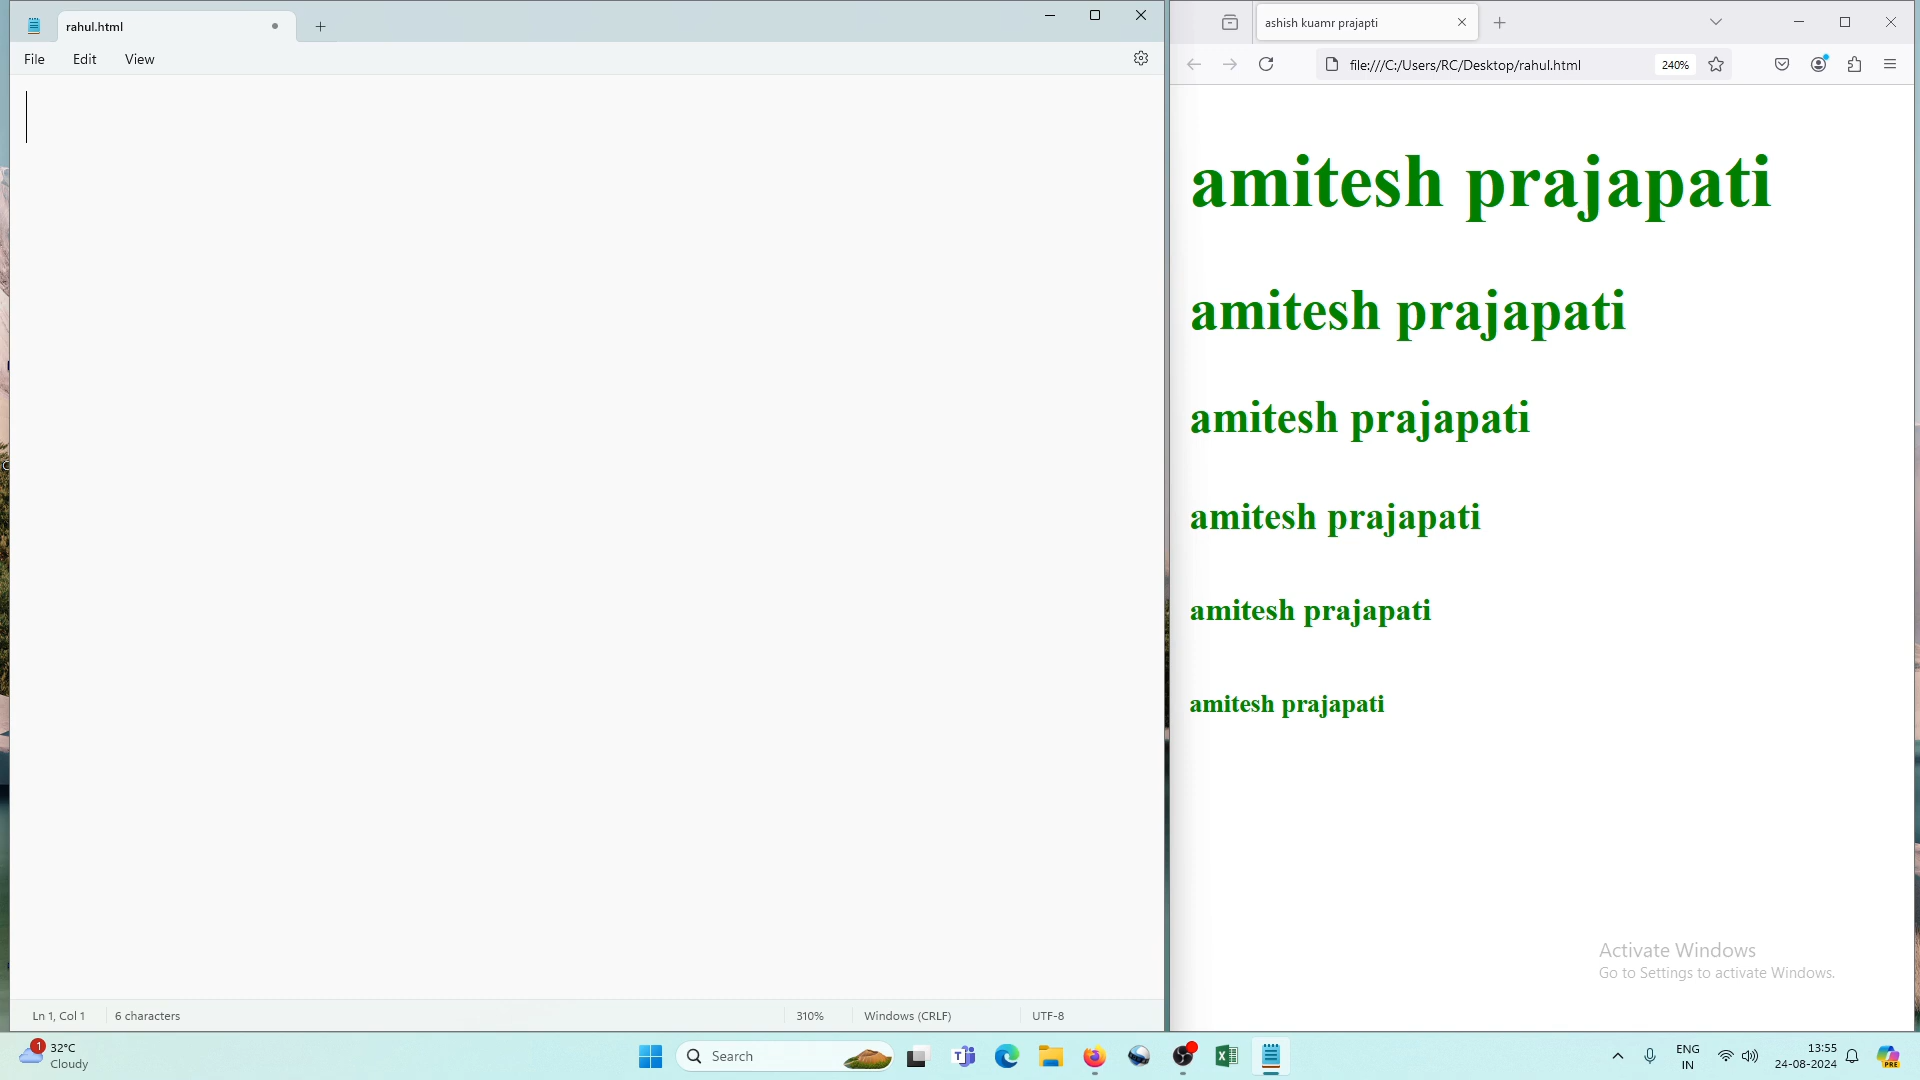 rahul.html
File Edit View
Ln 1, Col 1 6 characters 310% Windows (CRLF) UTF-8
ashish kuamr prajapti
file:///C:/Users/RC/Desktop/rahul.html 240%
amitesh prajapati
amitesh prajapati
amitesh prajapati
amitesh prajapati
amitesh prajapati
amitesh prajapati
Activate Windows
Go to Settings to activate Windows.
1
32°C
Cloudy
Search
T
PRE
ENG
IN
13:55
24-08-2024